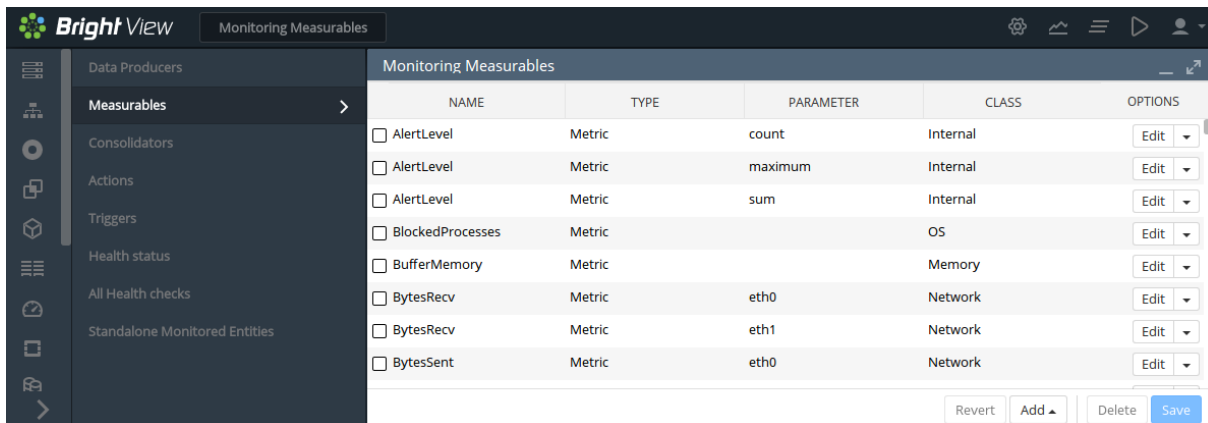 Bright View
Monitoring Measurables
Data Producers
Measurables
Consolidators
Actions
Triggers
Health status
All Health checks
Standalone Monitored Entities
Monitoring Measurables
NAME TYPE PARAMETER CLASS OPTIONS
AlertLevel Metric count Internal Edit
AlertLevel Metric maximum Internal Edit
AlertLevel Metric sum Internal Edit
BlockedProcesses Metric OS Edit
BufferMemory Metric Memory Edit
BytesRecv Metric eth0 Network Edit
BytesRecv Metric eth1 Network Edit
BytesSent Metric eth0 Network Edit
Revert Add Delete Save